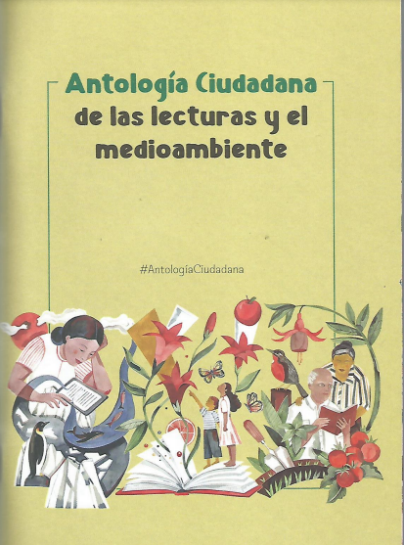 Antología Ciudadana
de las lecturas y el
medioambiente
#AntologíaCiudadana